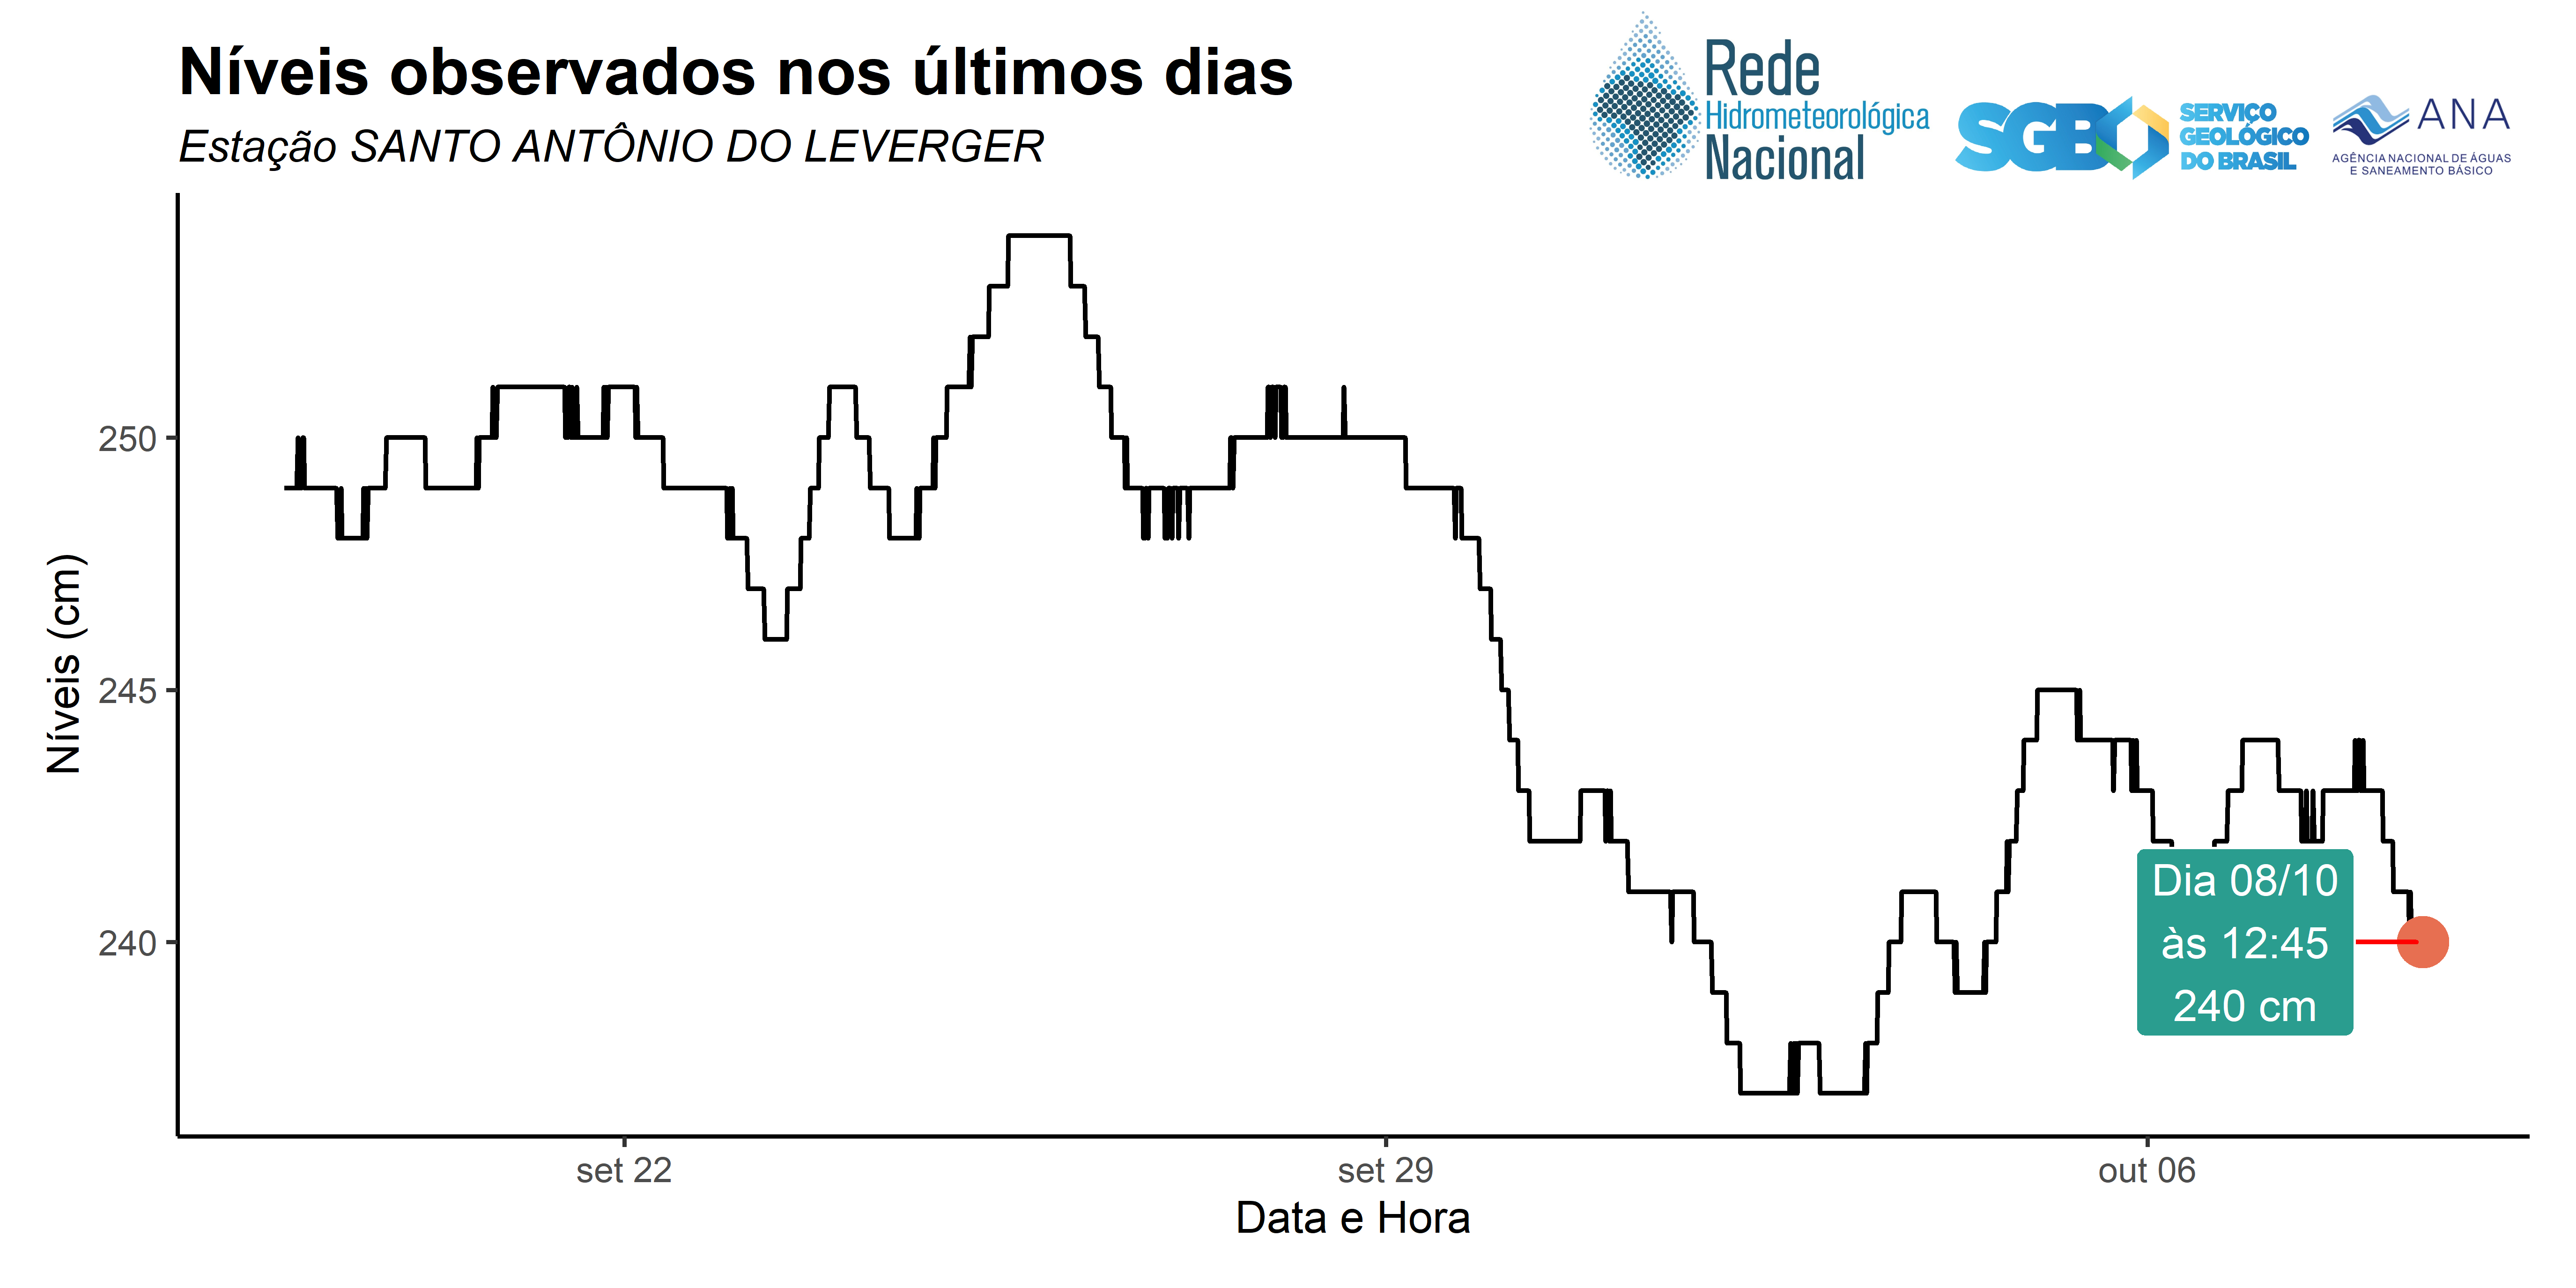 Níveis observados nos últimos dias
Estação SANTO ANTÔNIO DO LEVERGER
Rede
Hidrometeorológica
Nacional
SGB
SERVIÇO
GEOLÓGICO
DO BRASIL
ANA
AGÊNCIA NACIONAL DE ÁGUAS
E SANEAMENTO BÁSICO
Níveis (cm)
250
245
240
Dia 08/10
às 12:45
240 cm
set 22
set 29
out 06
Data e Hora